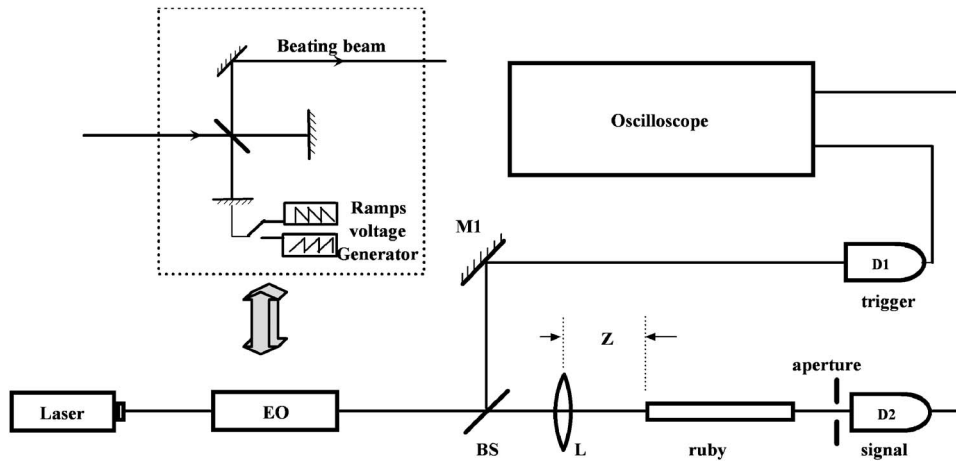 Beating beam
Oscilloscope
Ramps
voltage
Generator
M1
D1
trigger
Z
aperture
Laser
EO
BS
L
ruby
D2
signal